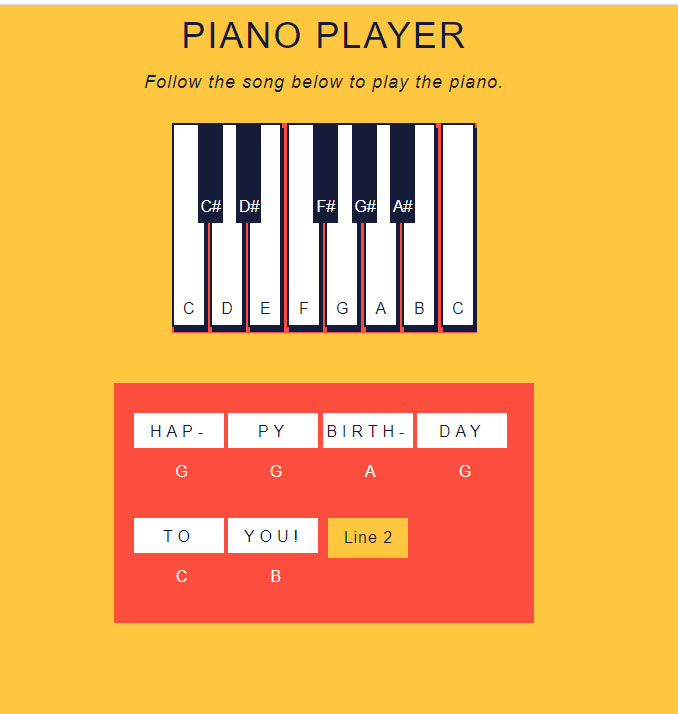 PIANO PLAYER
Follow the song below to play the piano.
C# D# F# G# A#
C D E F G A B C
HAP- PY BIRTH- DAY
G G A G
TO YOU! Line 2
C B